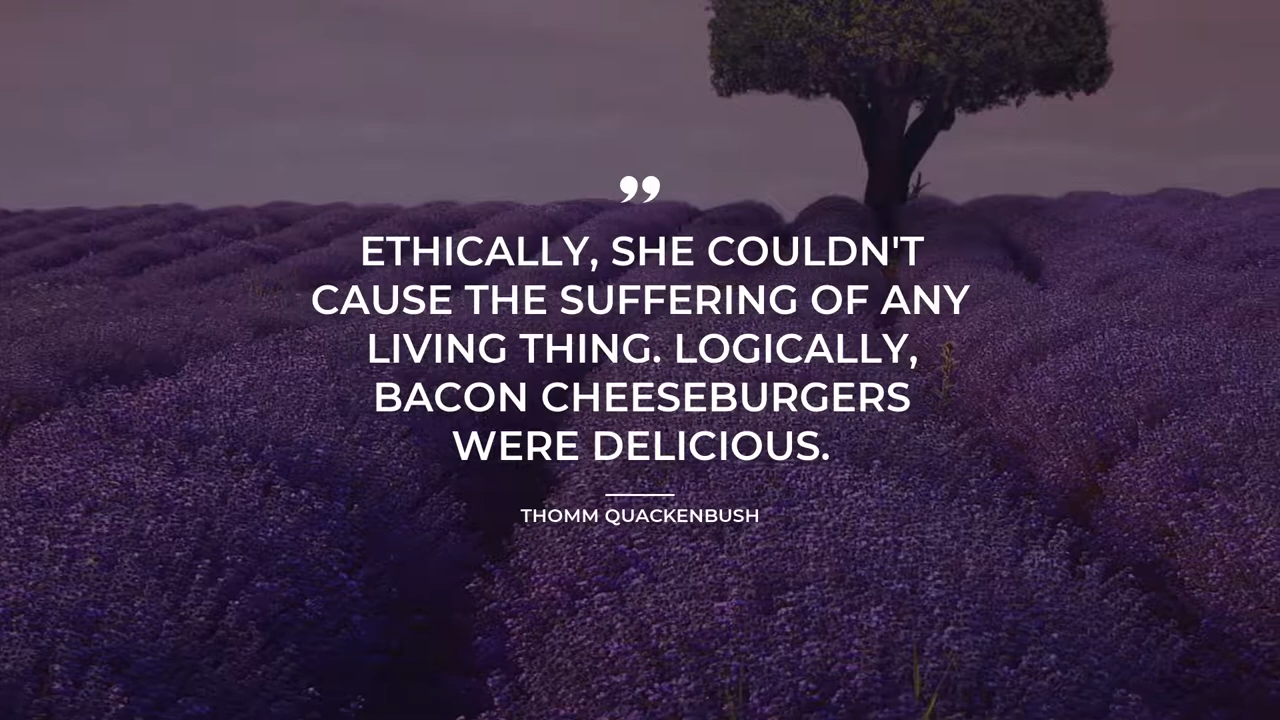 ”
ETHICALLY, SHE COULDN'T
CAUSE THE SUFFERING OF ANY
LIVING THING. LOGICALLY,
BACON CHEESEBURGERS
WERE DELICIOUS.
THOMM QUACKENBUSH